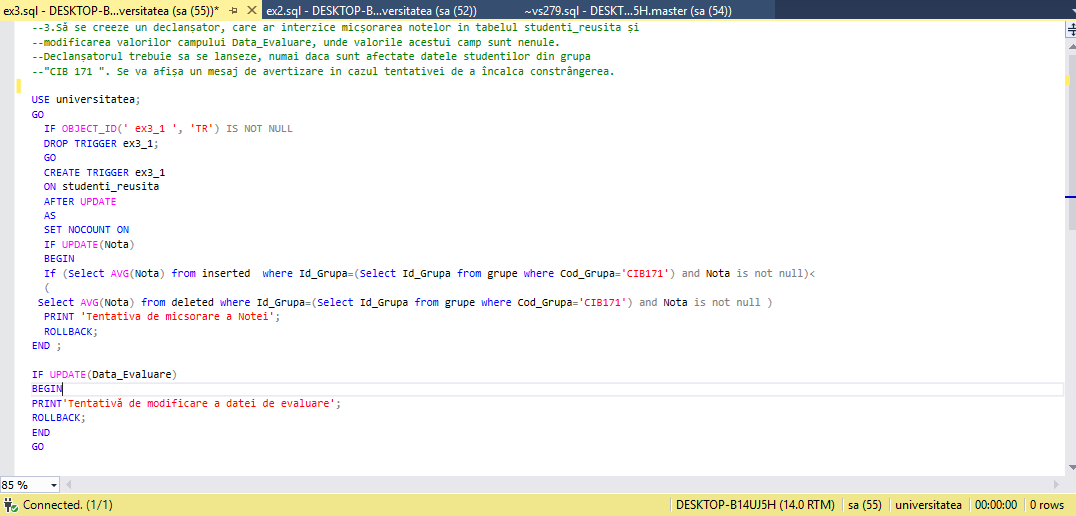 ex3.sql - DESKTOP-B...versitatea (sa (55))* ex2.sql - DESKTOP-B...versitatea (sa (52)) ~vs279.sql - DESKT...5H.master (sa (54))
--3.Să se creeze un declanșator, care ar interzice micșorarea notelor in tabelul studenti_reusita și
--modificarea valorilor campului Data_Evaluare, unde valorile acestui camp sunt nenule.
--Declanșatorul trebuie sa se lanseze, numai daca sunt afectate datele studentilor din grupa
--"CIB 171 ". Se va afișa un mesaj de avertizare in cazul tentativei de a încalca constrângerea.
USE universitatea;
GO
IF OBJECT_ID(' ex3_1 ', 'TR') IS NOT NULL
DROP TRIGGER ex3_1;
GO
CREATE TRIGGER ex3_1
ON studenti_reusita
AFTER UPDATE
AS
SET NOCOUNT ON
IF UPDATE(Nota)
BEGIN
If (Select AVG(Nota) from inserted  where Id_Grupa=(Select Id_Grupa from grupe where Cod_Grupa='CIB171') and Nota is not null)<
(
Select AVG(Nota) from deleted where Id_Grupa=(Select Id_Grupa from grupe where Cod_Grupa='CIB171') and Nota is not null )
PRINT 'Tentativa de micsorare a Notei';
ROLLBACK;
END ;
IF UPDATE(Data_Evaluare)
BEGIN
PRINT'Tentativă de modificare a datei de evaluare';
ROLLBACK;
END
GO
85 %
Connected. (1/1) DESKTOP-B14UJ5H (14.0 RTM) sa (55) universitatea 00:00:00 0 rows